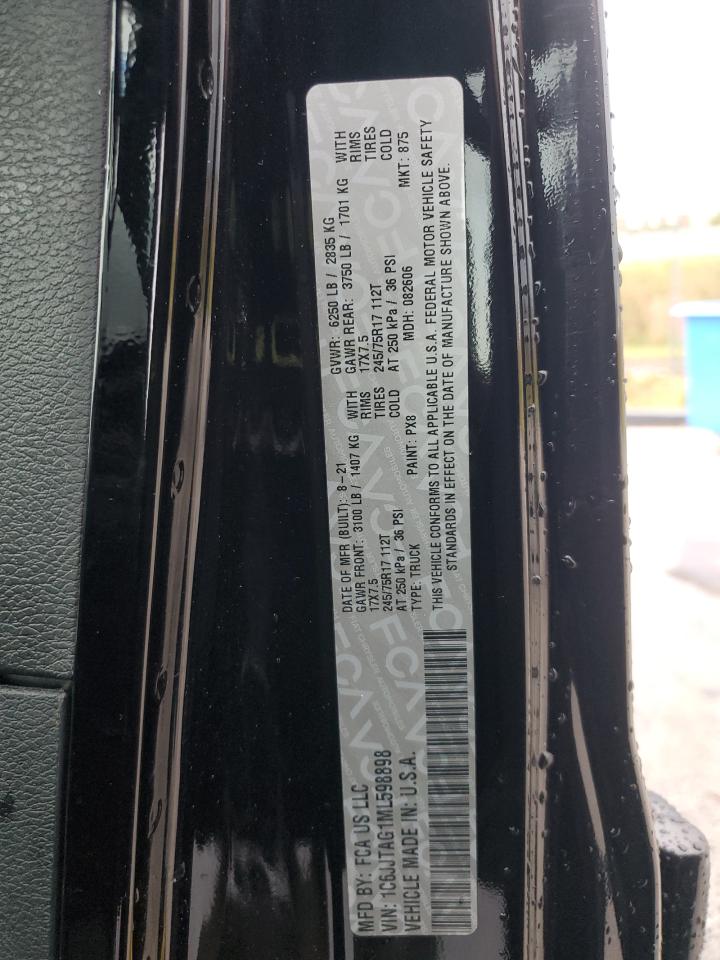 MFD BY: FCA US LLC
DATE OF MFR (BUILT): 8-21 GVWR: 6250 LB / 2835 KG
GAWR FRONT: 3100 LB / 1407 KG WITH GAWR REAR: 3750 LB / 1701 KG WITH
17X7.5 RIMS 17X7.5 RIMS
245/75R17 112T TIRES 245/75R17 112T TIRES
AT 250 kPa / 36 PSI COLD AT 250 kPa / 36 PSI COLD
TYPE: TRUCK PAINT: PX8 MDH: 082606 MKT: 875
VIN: 1C6JJTAG1ML598898
VEHICLE MADE IN: U.S.A.
THIS VEHICLE CONFORMS TO ALL APPLICABLE U.S.A. FEDERAL MOTOR VEHICLE SAFETY
STANDARDS IN EFFECT ON THE DATE OF MANUFACTURE SHOWN ABOVE.